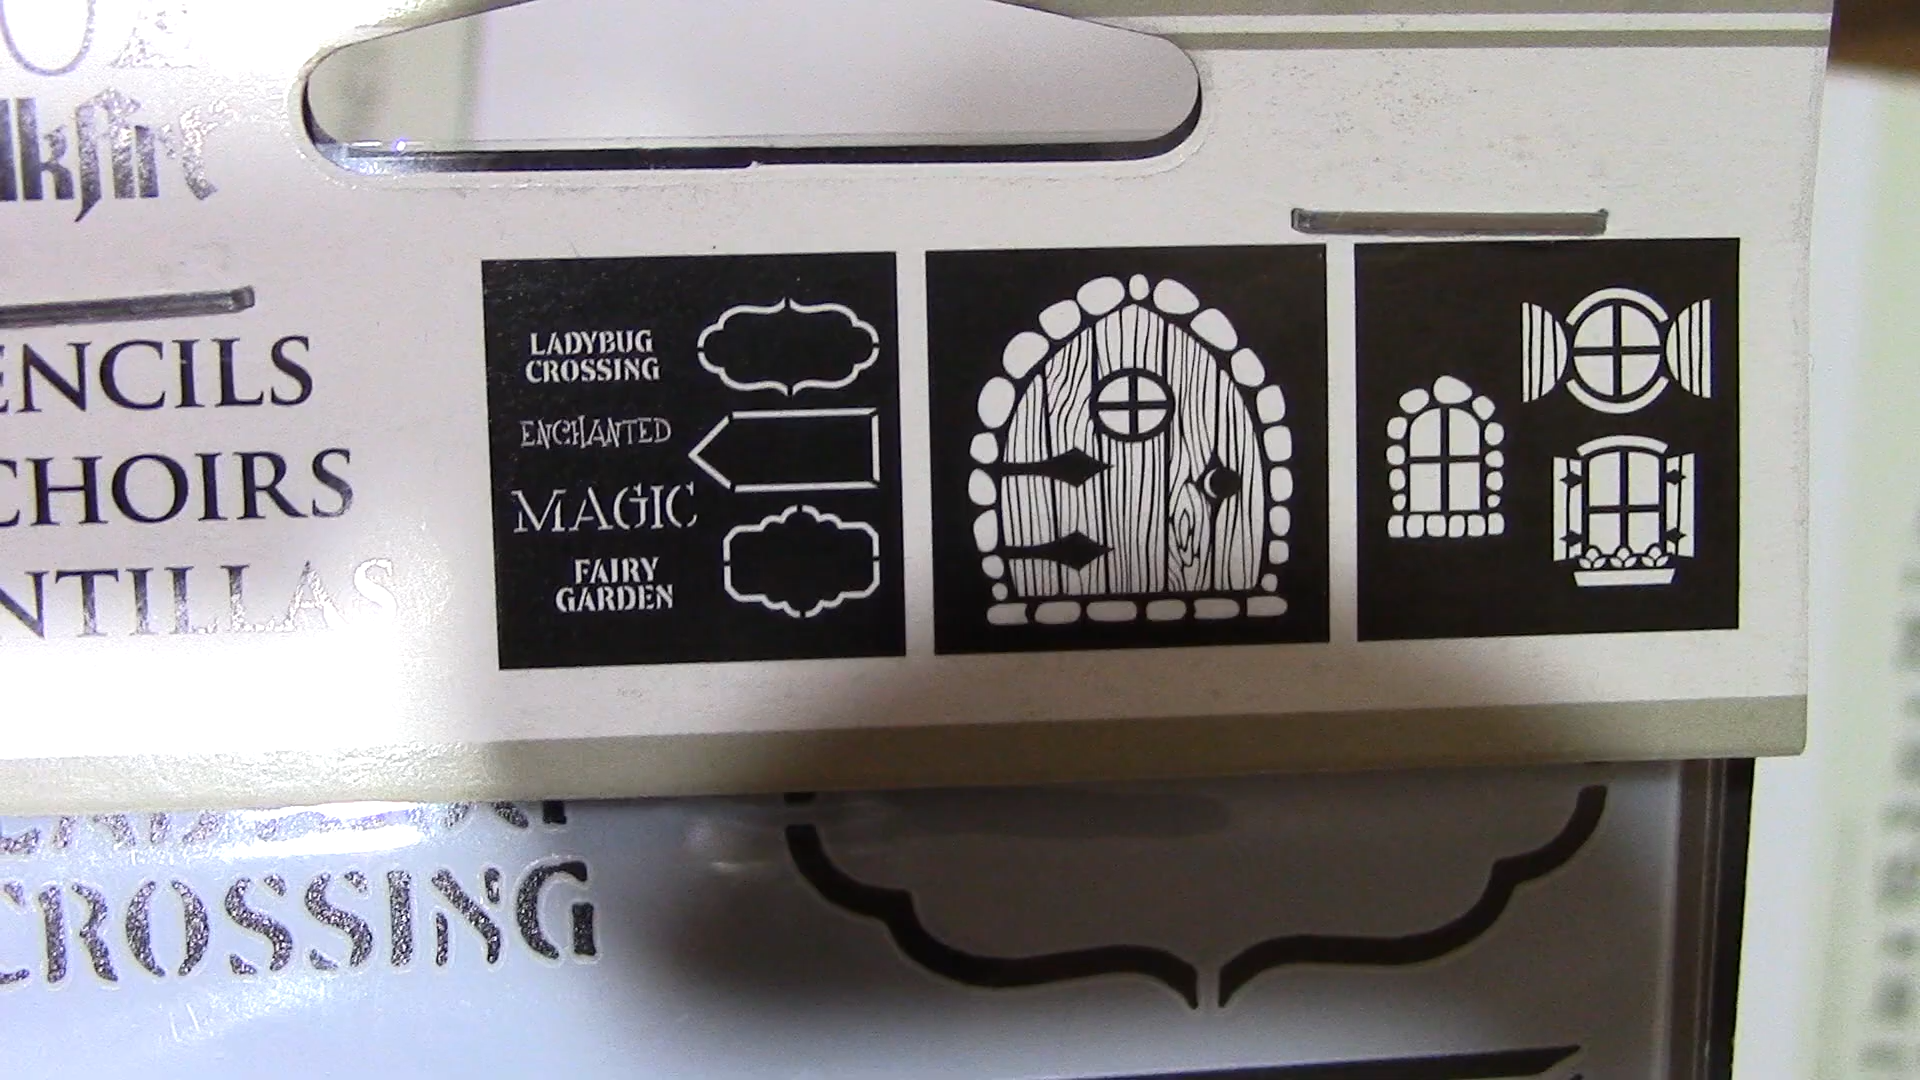 ENCILS
CHOIRS
NTILLAS
LADYBUG
CROSSING
ENCHANTED
MAGIC
FAIRY
GARDEN
CROSSING